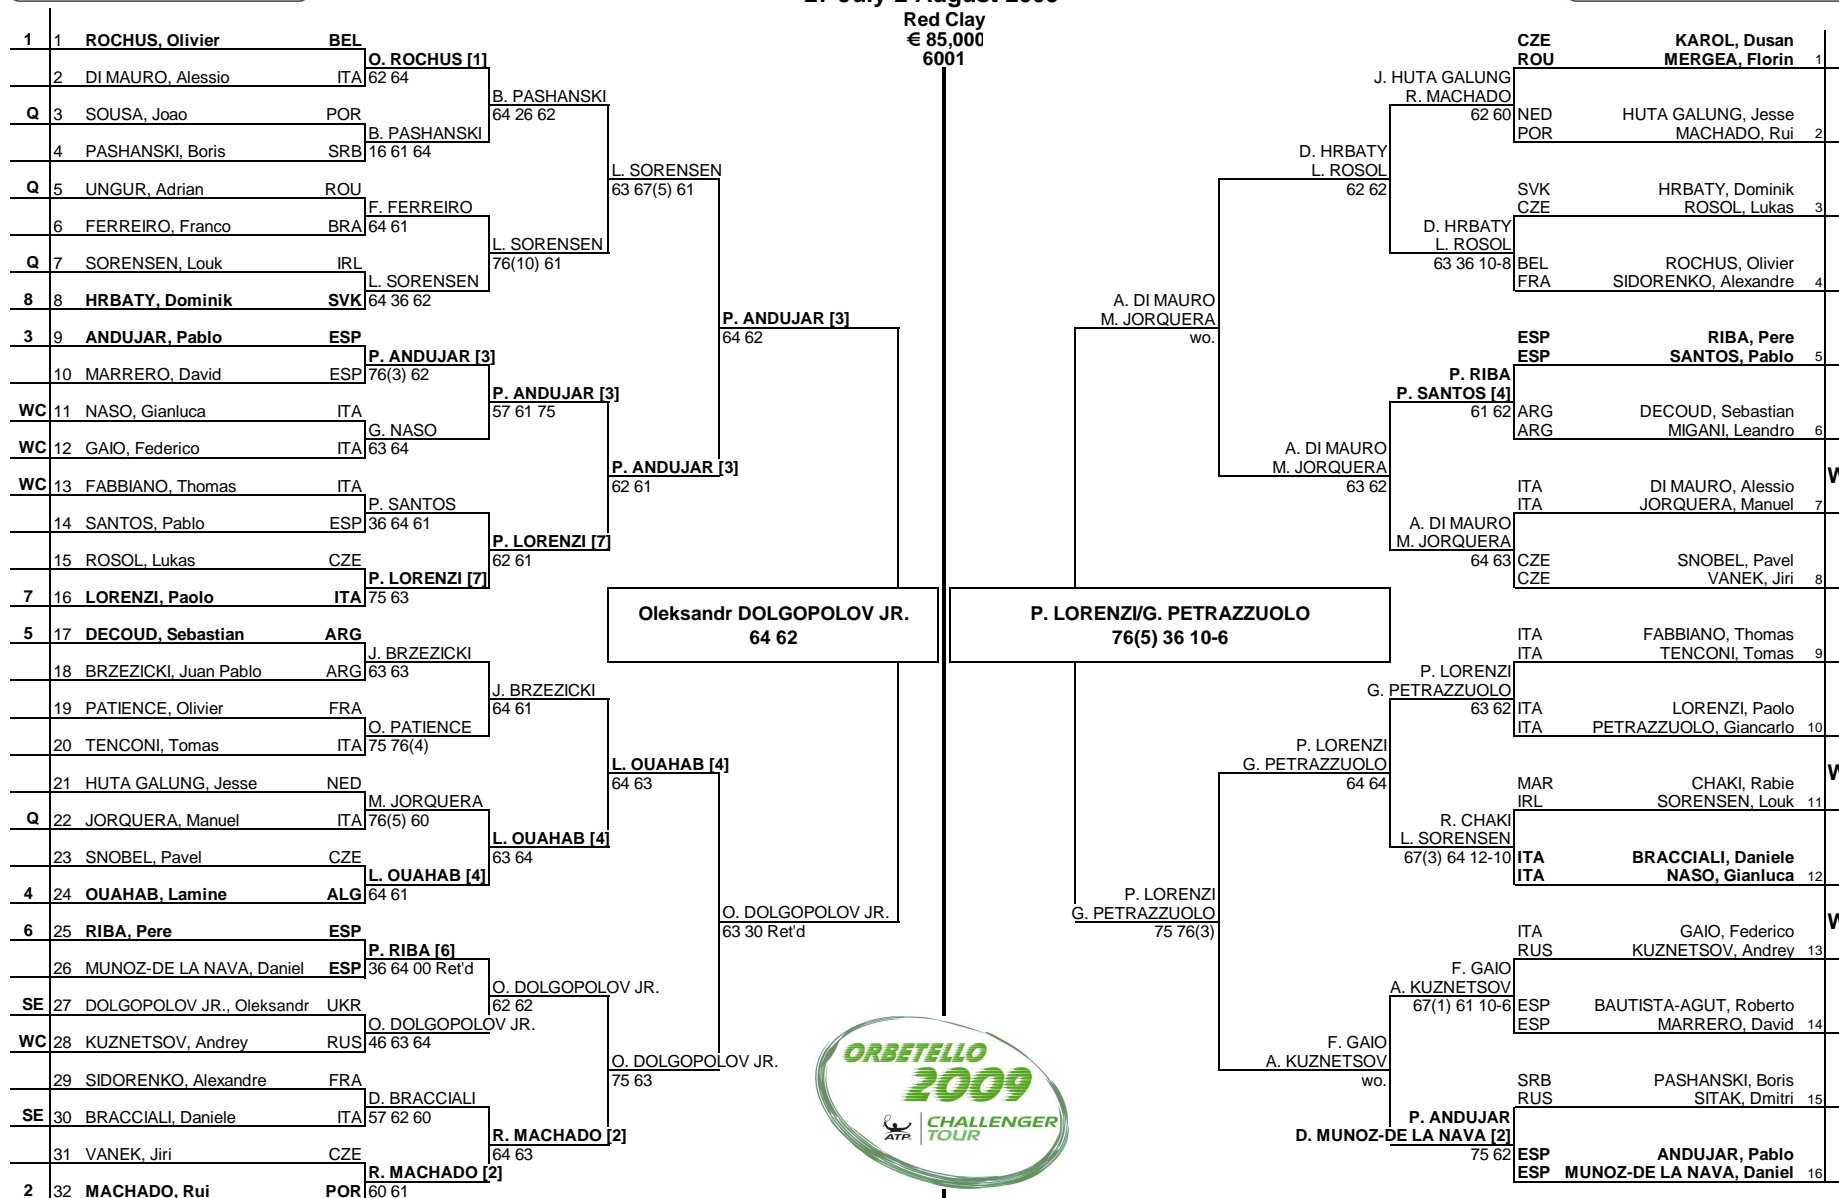 27 July-2 August 2009
Red Clay
€ 85,000
6001
1 1 ROCHUS, Olivier BEL
O. ROCHUS [1]
2 DI MAURO, Alessio ITA 62 64
B. PASHANSKI
Q 3 SOUSA, Joao POR 64 26 62
B. PASHANSKI
4 PASHANSKI, Boris SRB 16 61 64
L. SORENSEN
Q 5 UNGUR, Adrian ROU 63 67(5) 61
F. FERREIRO
6 FERREIRO, Franco BRA 64 61
L. SORENSEN
Q 7 SORENSEN, Louk IRL 76(10) 61
L. SORENSEN
8 8 HRBATY, Dominik SVK 64 36 62
P. ANDUJAR [3]
3 9 ANDUJAR, Pablo ESP 64 62
P. ANDUJAR [3]
10 MARRERO, David ESP 76(3) 62
P. ANDUJAR [3]
WC 11 NASO, Gianluca ITA 57 61 75
G. NASO
WC 12 GAIO, Federico ITA 63 64
P. ANDUJAR [3]
WC 13 FABBIANO, Thomas ITA 62 61
P. SANTOS
14 SANTOS, Pablo ESP 36 64 61
P. LORENZI [7]
15 ROSOL, Lukas CZE 62 61
P. LORENZI [7]
7 16 LORENZI, Paolo ITA 75 63
Oleksandr DOLGOPOLOV JR.
64 62
5 17 DECOUD, Sebastian ARG
J. BRZEZICKI
18 BRZEZICKI, Juan Pablo ARG 63 63
J. BRZEZICKI
19 PATIENCE, Olivier FRA 64 61
O. PATIENCE
20 TENCONI, Tomas ITA 75 76(4)
L. OUAHAB [4]
21 HUTA GALUNG, Jesse NED 64 63
M. JORQUERA
Q 22 JORQUERA, Manuel ITA 76(5) 60
L. OUAHAB [4]
23 SNOBEL, Pavel CZE 63 64
L. OUAHAB [4]
4 24 OUAHAB, Lamine ALG 64 61
O. DOLGOPOLOV JR.
6 25 RIBA, Pere ESP 63 30 Ret'd
P. RIBA [6]
26 MUNOZ-DE LA NAVA, Daniel ESP 36 64 00 Ret'd
O. DOLGOPOLOV JR.
SE 27 DOLGOPOLOV JR., Oleksandr UKR 62 62
O. DOLGOPOLOV JR.
WC 28 KUZNETSOV, Andrey RUS 46 63 64
O. DOLGOPOLOV JR.
29 SIDORENKO, Alexandre FRA 75 63
D. BRACCIALI
SE 30 BRACCIALI, Daniele ITA 57 62 60
R. MACHADO [2]
31 VANEK, Jiri CZE 64 63
R. MACHADO [2]
2 32 MACHADO, Rui POR 60 61
CZE KAROL, Dusan
ROU MERGEA, Florin 1
J. HUTA GALUNG
R. MACHADO
62 60 NED HUTA GALUNG, Jesse
POR MACHADO, Rui 2
D. HRBATY
L. ROSOL
62 62
SVK HRBATY, Dominik
CZE ROSOL, Lukas 3
D. HRBATY
L. ROSOL
63 36 10-8 BEL ROCHUS, Olivier
FRA SIDORENKO, Alexandre 4
A. DI MAURO
M. JORQUERA
wo.
ESP RIBA, Pere
ESP SANTOS, Pablo 5
P. RIBA
P. SANTOS [4]
61 62 ARG DECOUD, Sebastian
ARG MIGANI, Leandro 6
A. DI MAURO
M. JORQUERA
63 62
ITA DI MAURO, Alessio
ITA JORQUERA, Manuel 7
A. DI MAURO
M. JORQUERA
64 63 CZE SNOBEL, Pavel
CZE VANEK, Jiri 8
P. LORENZI/G. PETRAZZUOLO
76(5) 36 10-6
ITA FABBIANO, Thomas
ITA TENCONI, Tomas 9
P. LORENZI
G. PETRAZZUOLO
63 62 ITA LORENZI, Paolo
ITA PETRAZZUOLO, Giancarlo 10
P. LORENZI
G. PETRAZZUOLO
64 64
MAR CHAKI, Rabie
IRL SORENSEN, Louk 11
R. CHAKI
L. SORENSEN
67(3) 64 12-10 ITA BRACCIALI, Daniele
ITA NASO, Gianluca 12
P. LORENZI
G. PETRAZZUOLO
75 76(3)
ITA GAIO, Federico
RUS KUZNETSOV, Andrey 13
F. GAIO
A. KUZNETSOV
67(1) 61 10-6 ESP BAUTISTA-AGUT, Roberto
ESP MARRERO, David 14
F. GAIO
A. KUZNETSOV
wo.
SRB PASHANSKI, Boris
RUS SITAK, Dmitri 15
P. ANDUJAR
D. MUNOZ-DE LA NAVA [2]
75 62 ESP ANDUJAR, Pablo
ESP MUNOZ-DE LA NAVA, Daniel 16
ORBETELLO
2009
ATP CHALLENGER
TOUR